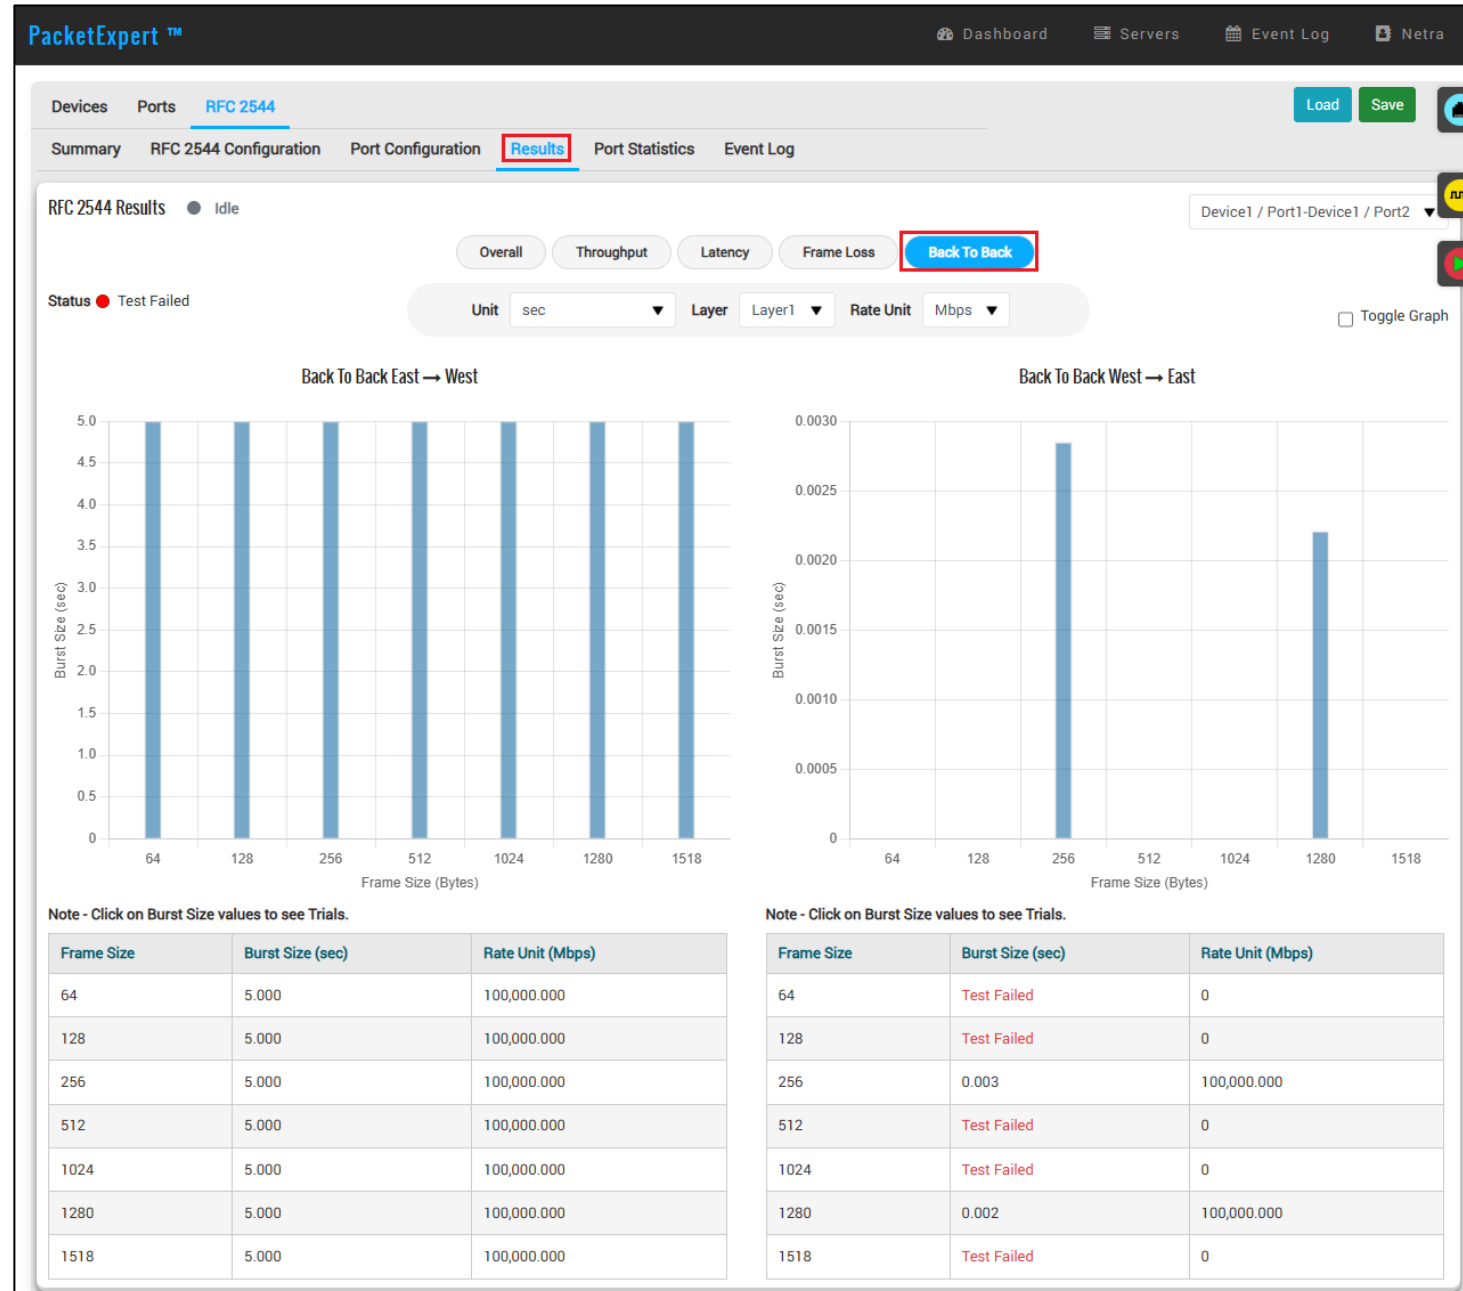 PacketExpert ™
Dashboard Servers Event Log Netra
Devices Ports RFC 2544 Load Save
Summary RFC 2544 Configuration Port Configuration Results Port Statistics Event Log
RFC 2544 Results Idle Device1 / Port1-Device1 / Port2
Overall Throughput Latency Frame Loss Back To Back
Status Test Failed Unit sec Layer Layer1 Rate Unit Mbps Toggle Graph
Back To Back East → West
5.0
4.5
4.0
3.5
3.0
2.5
2.0
1.5
1.0
0.5
0
Burst Size (sec)
64 128 256 512 1024 1280 1518
Frame Size (Bytes)
Back To Back West → East
0.0030
0.0025
0.0020
0.0015
0.0010
0.0005
0
Burst Size (sec)
64 128 256 512 1024 1280 1518
Frame Size (Bytes)
Note - Click on Burst Size values to see Trials.
Frame Size Burst Size (sec) Rate Unit (Mbps)
64 5.000 100,000.000
128 5.000 100,000.000
256 5.000 100,000.000
512 5.000 100,000.000
1024 5.000 100,000.000
1280 5.000 100,000.000
1518 5.000 100,000.000
Note - Click on Burst Size values to see Trials.
Frame Size Burst Size (sec) Rate Unit (Mbps)
64 Test Failed 0
128 Test Failed 0
256 0.003 100,000.000
512 Test Failed 0
1024 Test Failed 0
1280 0.002 100,000.000
1518 Test Failed 0